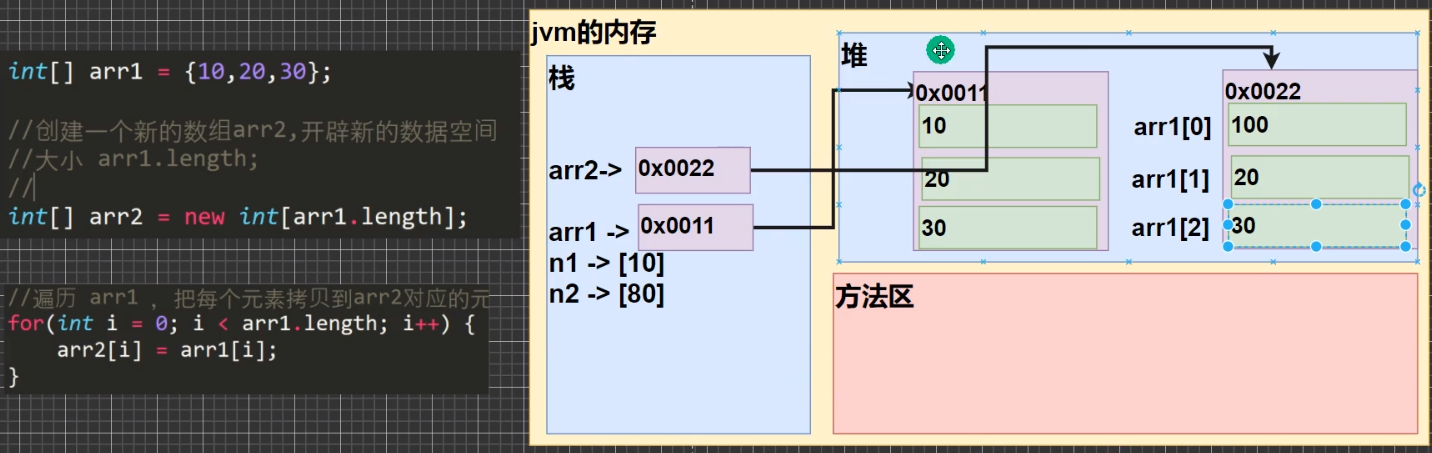 int[] arr1 = {10,20,30};
//创建一个新的数组arr2,开辟新的数据空间
//大小 arr1.length;
//
int[] arr2 = new int[arr1.length];
//遍历 arr1 , 把每个元素拷贝到arr2对应的元
for(int i = 0; i < arr1.length; i++) {
arr2[i] = arr1[i];
}
jvm的内存
栈
arr2-> 0x0022
arr1 -> 0x0011
n1 -> [10]
n2 -> [80]
堆
0x0011
10
20
30
0x0022
arr1[0] 100
arr1[1] 20
arr1[2] 30
方法区